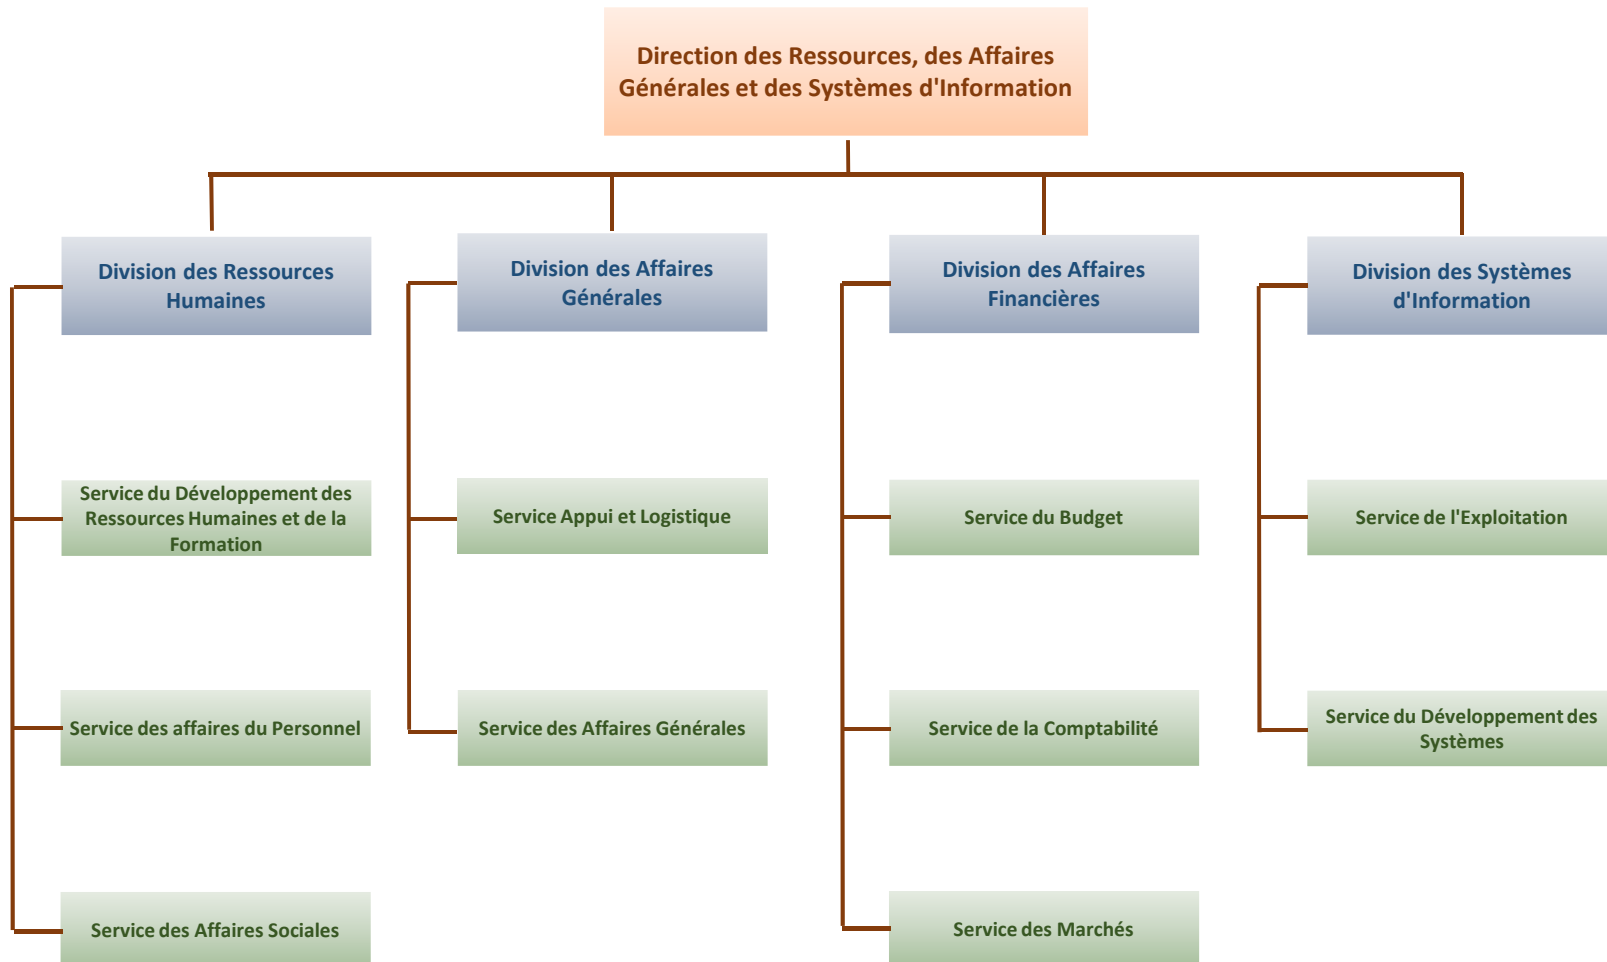 Direction des Ressources, des Affaires
Générales et des Systèmes d'Information
Division des Ressources
Humaines
Division des Affaires
Générales
Division des Affaires
Financières
Division des Systèmes
d'Information
Service du Développement des
Ressources Humaines et de la
Formation
Service Appui et Logistique
Service du Budget
Service de l'Exploitation
Service des affaires du Personnel
Service des Affaires Générales
Service de la Comptabilité
Service du Développement des
Systèmes
Service des Affaires Sociales
Service des Marchés